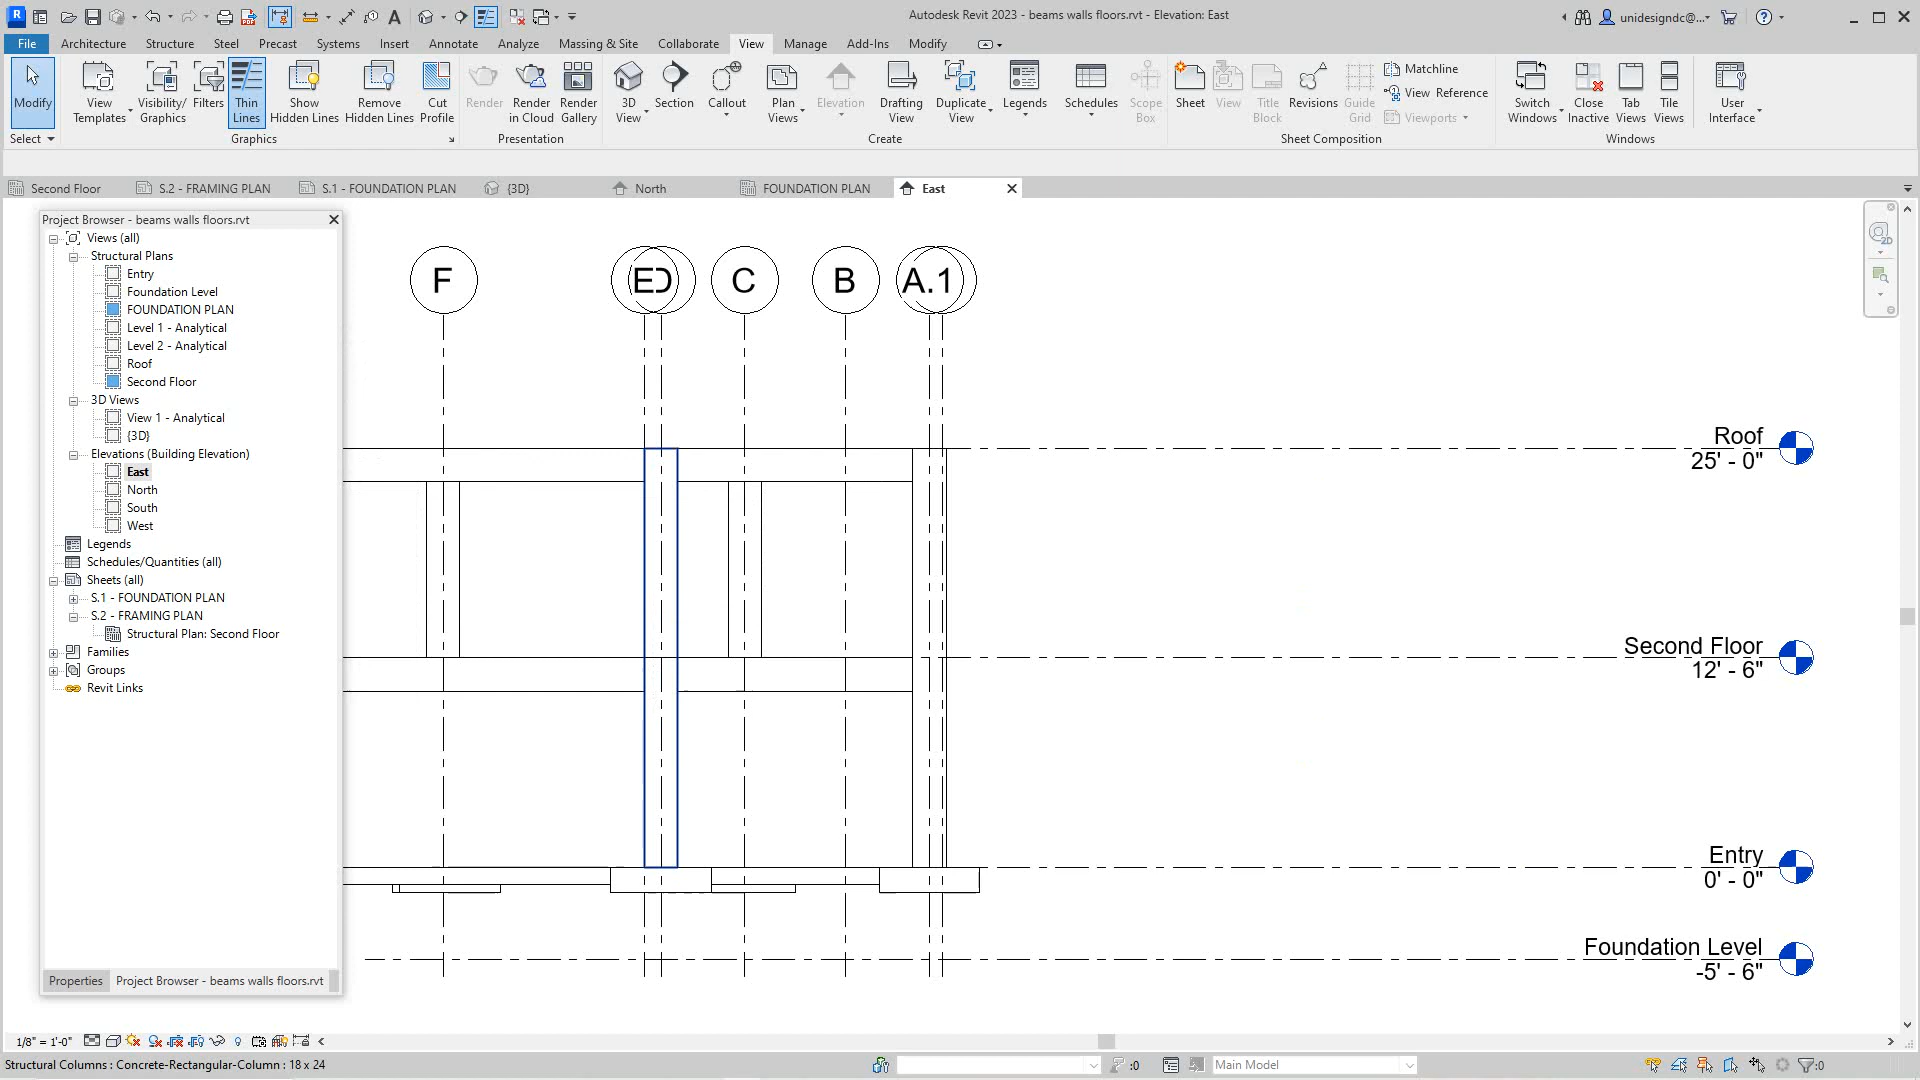 Autodesk Revit 2023 - beams walls floors.rvt - Elevation: East
unidesigndc@...
File Architecture Structure Steel Precast Systems Insert Annotate Analyze Massing & Site Collaborate View Manage Add-Ins Modify
Modify
View Templates
Visibility/ Graphics
Filters
Thin Lines
Show Hidden Lines
Remove Hidden Lines
Cut Profile
Render
Render in Cloud
Render Gallery
3D View
Section
Callout
Plan Views
Elevation
Drafting View
Duplicate View
Legends
Schedules
Scope Box
Sheet
View
Title Block
Revisions
Guide Grid
Matchline
View Reference
Viewports
Switch Windows
Close Inactive
Tab Views
Tile Views
User Interface
Select Graphics Presentation Create Sheet Composition Windows
Second Floor S.2 - FRAMING PLAN S.1 - FOUNDATION PLAN {3D} North FOUNDATION PLAN East
Project Browser - beams walls floors.rvt
Views (all)
Structural Plans
Entry
Foundation Level
FOUNDATION PLAN
Level 1 - Analytical
Level 2 - Analytical
Roof
Second Floor
3D Views
View 1 - Analytical
{3D}
Elevations (Building Elevation)
East
North
South
West
Legends
Schedules/Quantities (all)
Sheets (all)
S.1 - FOUNDATION PLAN
S.2 - FRAMING PLAN
Structural Plan: Second Floor
Families
Groups
Revit Links
Properties Project Browser - beams walls floors.rvt
F E D C B A.1
2D
Roof
25' - 0"
Second Floor
12' - 6"
Entry
0' - 0"
Foundation Level
-5' - 6"
1/8" = 1'-0"
Structural Columns : Concrete-Rectangular-Column : 18 x 24
:0
Main Model
:0